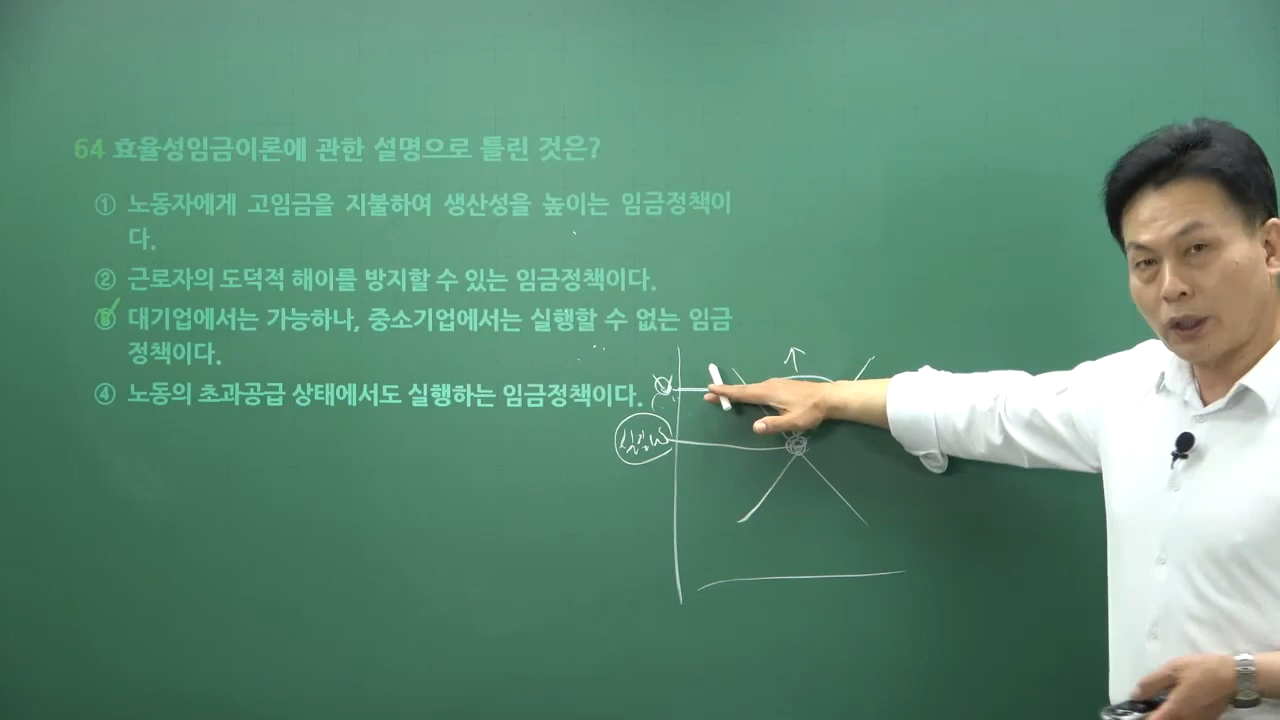 64 효율성임금이론에 관한 설명으로 틀린 것은?
① 노동자에게 고임금을 지불하여 생산성을 높이는 임금정책이
다.
② 근로자의 도덕적 해이를 방지할 수 있는 임금정책이다.
③ 대기업에서는 가능하나, 중소기업에서는 실행할 수 없는 임금
정책이다.
④ 노동의 초과공급 상태에서도 실행하는 임금정책이다.